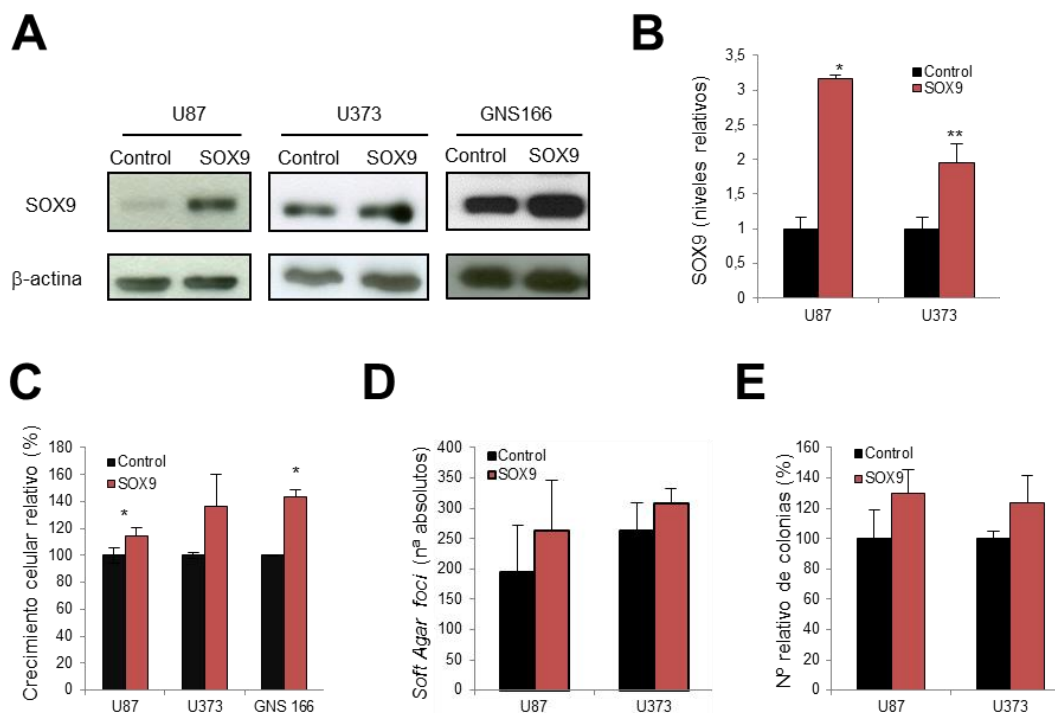 A
U87
U373
GNS166
Control
SOX9
Control
SOX9
Control
SOX9
SOX9
β-actina
B
SOX9 (niveles relativos)
3,5
3
2,5
2
1,5
1
0,5
0
Control
SOX9
*
**
U87
U373
C
Crecimiento celular relativo (%)
180
160
140
120
100
80
60
40
20
0
Control
SOX9
*
*
U87
U373
GNS 166
D
Soft Agar foci (nª absolutos)
400
350
300
250
200
150
100
50
0
Control
SOX9
U87
U373
E
Nº relativo de colonias (%)
160
140
120
100
80
60
40
20
0
Control
SOX9
U87
U373